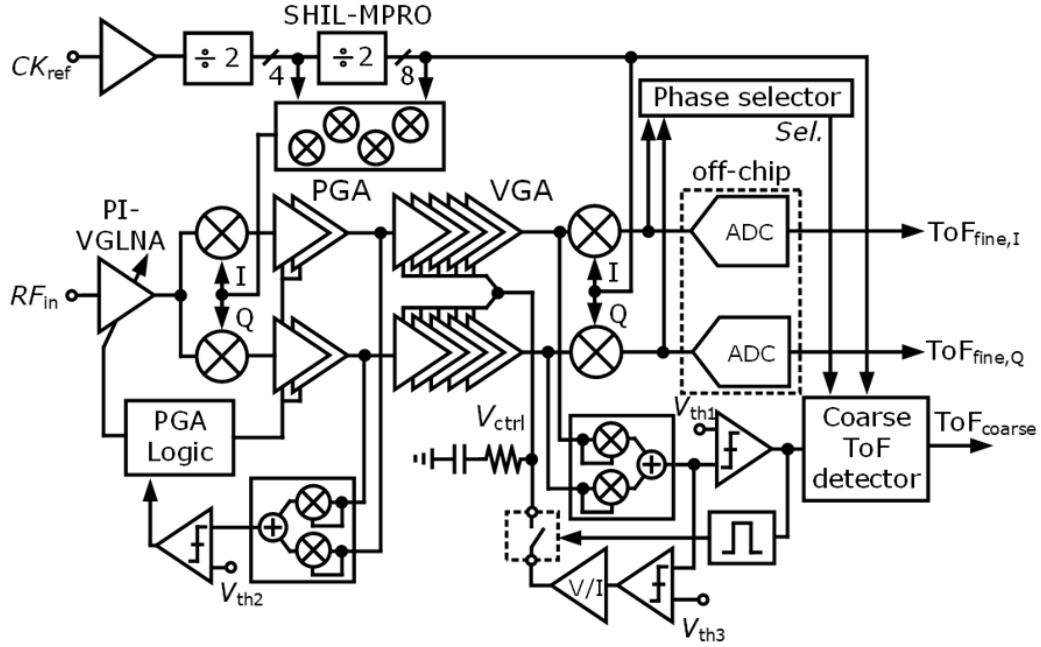 SHIL-MPRO
CKref
÷ 2
4
÷ 2
8
Phase selector
Sel.
off-chip
PGA
VGA
PI-
VGLNA
ADC
ToFfine,I
I
RFin
Q
I
Q
ADC
ToFfine,Q
PGA
Logic
Vctrl
Vth1
Coarse
ToF
detector
ToFcoarse
Vth2
V/I
Vth3